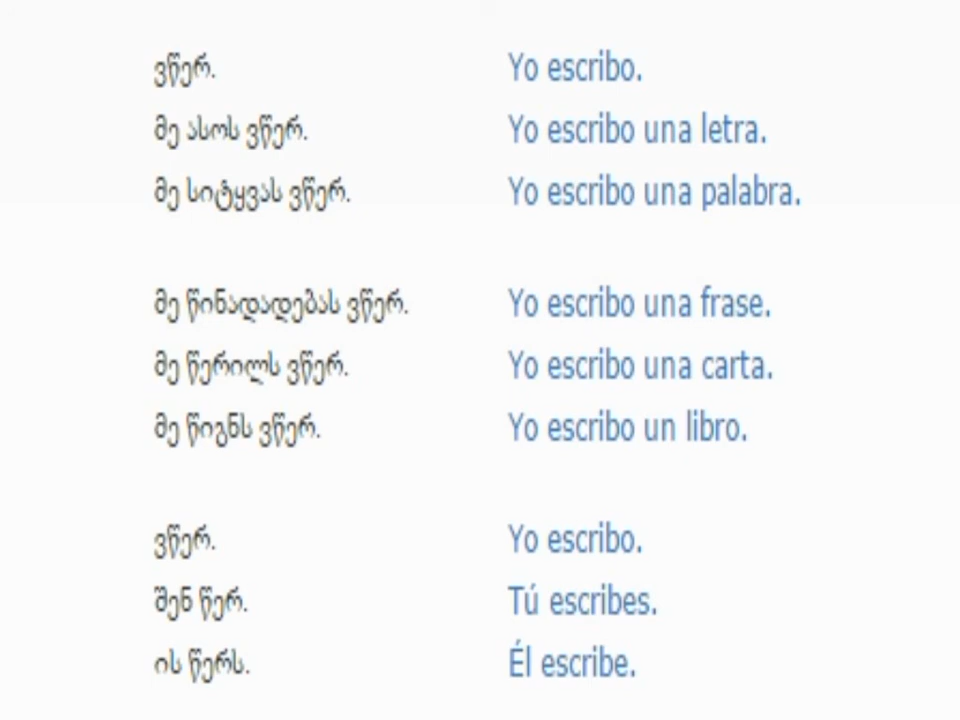 ვწერ. Yo escribo.
მე ასოს ვწერ. Yo escribo una letra.
მე სიტყვას ვწერ. Yo escribo una palabra.
მე წინადადებას ვწერ. Yo escribo una frase.
მე წერილს ვწერ. Yo escribo una carta.
მე წიგნს ვწერ. Yo escribo un libro.
ვწერ. Yo escribo.
შენ წერ. Tú escribes.
ის წერს. Él escribe.